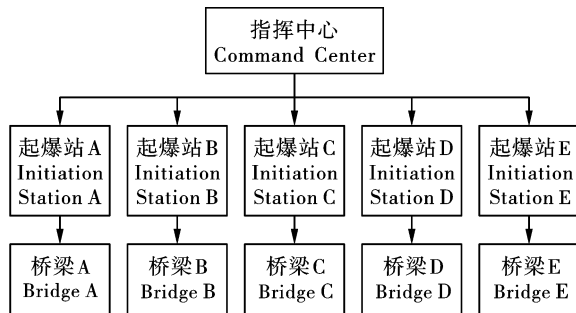 指挥中心
Command Center
起爆站A
Initiation
Station A
起爆站B
Initiation
Station B
起爆站C
Initiation
Station C
起爆站D
Initiation
Station D
起爆站E
Initiation
Station E
桥梁A
Bridge A
桥梁B
Bridge B
桥梁C
Bridge C
桥梁D
Bridge D
桥梁E
Bridge E